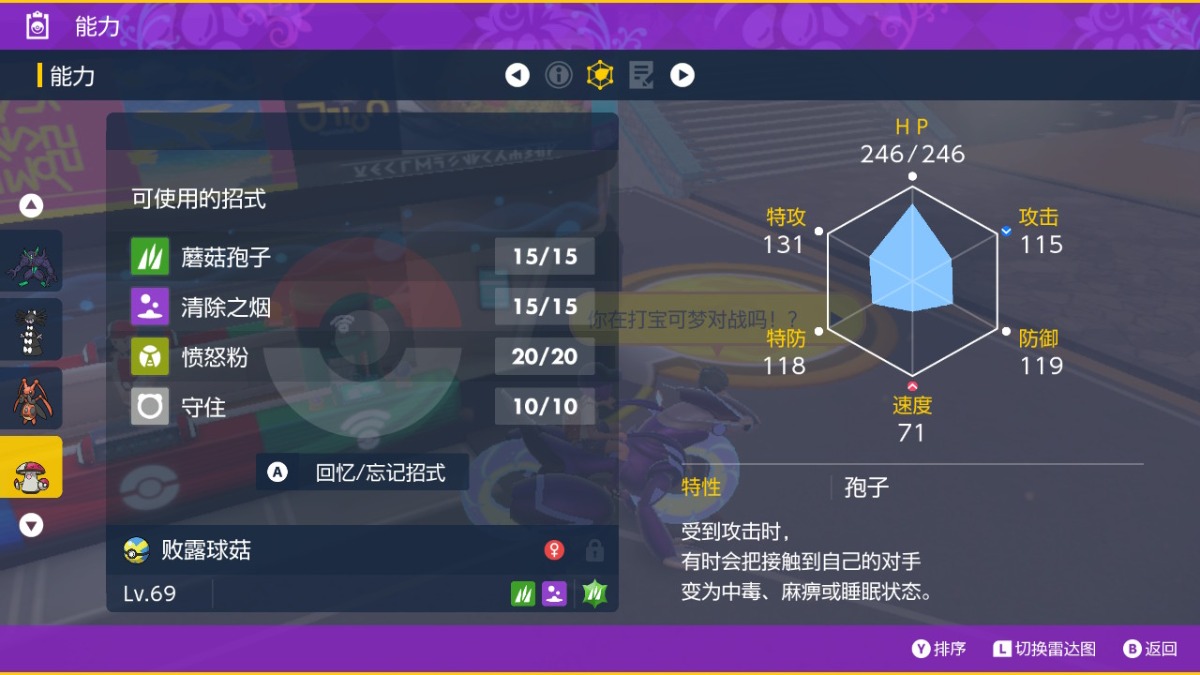 能力
能力
可使用的招式
蘑菇孢子 15/15
清除之烟 15/15
愤怒粉 20/20
守住 10/10
A 回忆/忘记招式
败露球菇
Lv.69
HP
246/246
特攻
131
攻击
115
特防
118
防御
119
速度
71
你在打宝可梦对战吗！？
特性 孢子
受到攻击时，
有时会把接触到自己的对手
变为中毒、麻痹或睡眠状态。
Y 排序 L 切换雷达图 B 返回